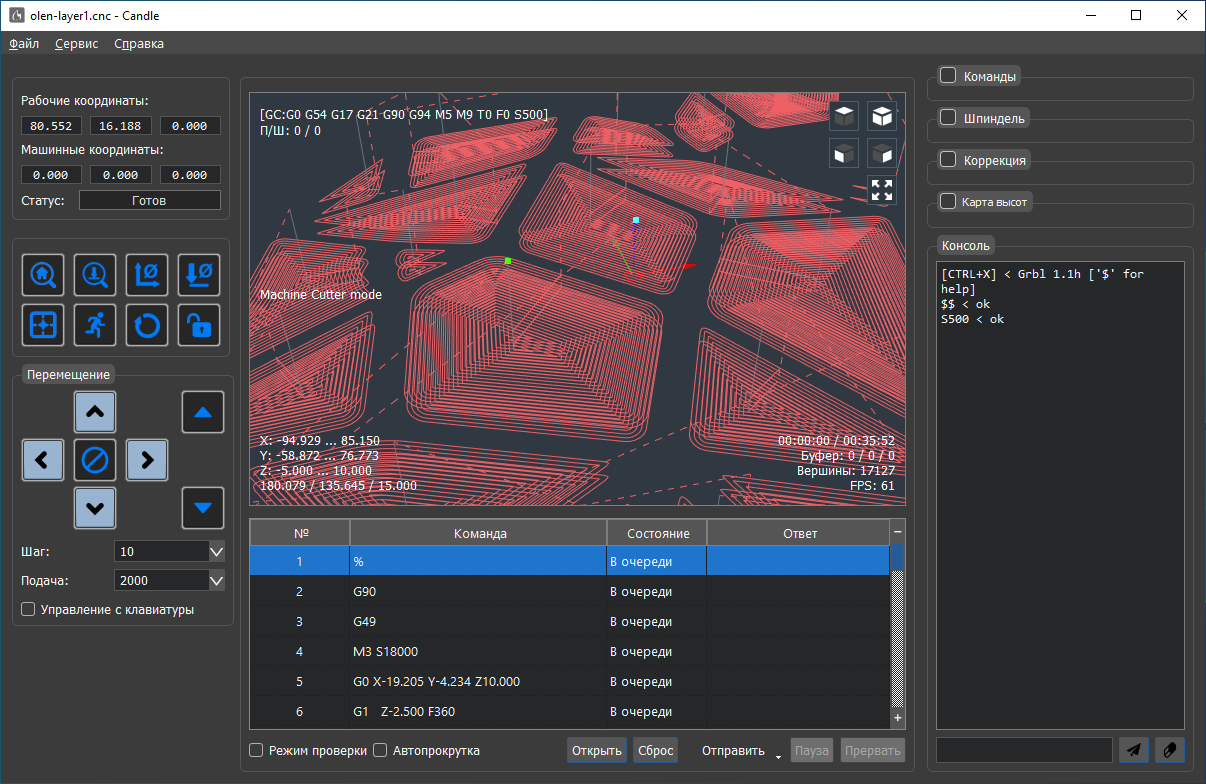 olen-layer1.cnc - Candle
Файл Сервис Справка
Рабочие координаты:
80.552 16.188 0.000
Машинные координаты:
0.000 0.000 0.000
Статус: Готов
Перемещение
Шаг: 10
Подача: 2000
Управление с клавиатуры
[GC:G0 G54 G17 G21 G90 G94 M5 M9 T0 F0 S500]
П/Ш: 0 / 0
Machine Cutter mode
X: -94.929 ... 85.150
Y: -58.872 ... 76.773
Z: -5.000 ... 10.000
180.079 / 135.645 / 15.000
00:00:00 / 00:35:52
Буфер: 0 / 0 / 0
Вершины: 17127
FPS: 61
№ Команда Состояние Ответ
1 % В очереди
2 G90 В очереди
3 G49 В очереди
4 M3 S18000 В очереди
5 G0 X-19.205 Y-4.234 Z10.000 В очереди
6 G1 Z-2.500 F360 В очереди
Режим проверки Автопрокрутка Открыть Сброс Отправить Пауза Прервать
Команды
Шпиндель
Коррекция
Карта высот
Консоль
[CTRL+X] < Grbl 1.1h ['$' for
help]
$$ < ok
S500 < ok